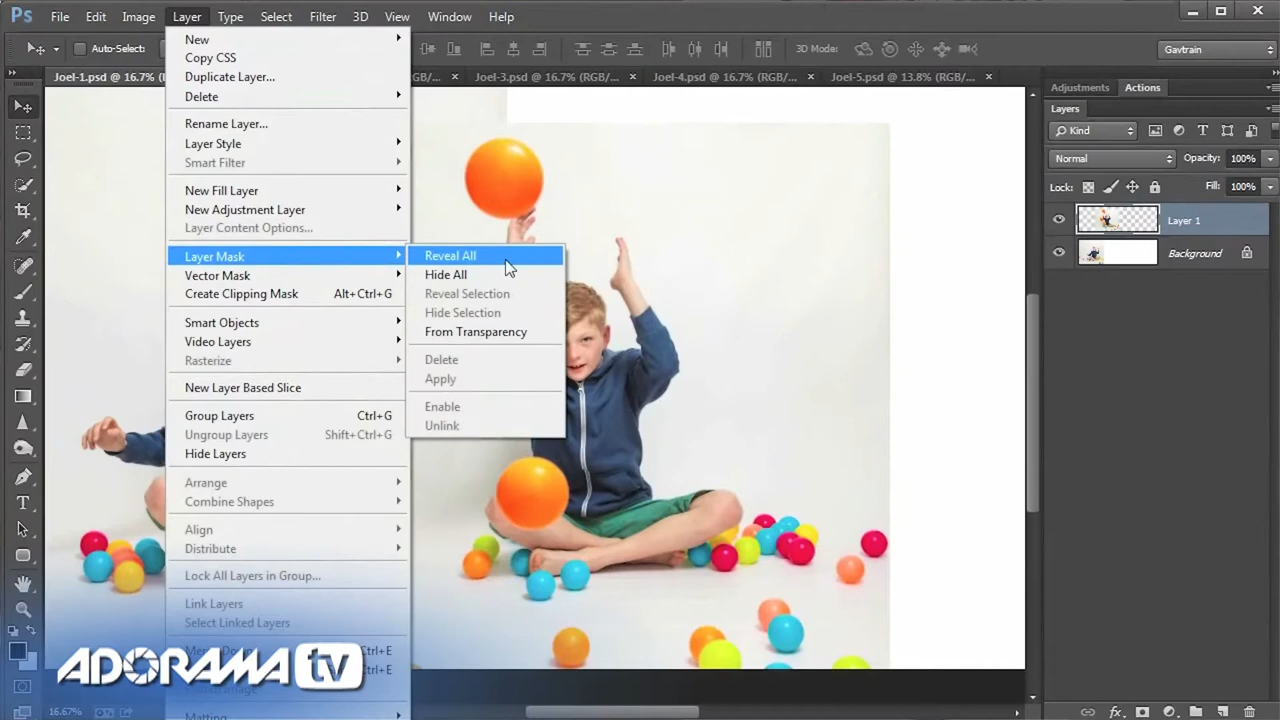 Ps File Edit Image Layer Type Select Filter 3D View Window Help
Auto-Select: 3D Mode: Gavtrain
Joel-1.psd @ 16.7% Joel-3.psd @ 16.7% (RGB/... Joel-4.psd @ 16.7% (RGB/... Joel-5.psd @ 13.8% (RGB/...
New
Copy CSS
Duplicate Layer...
Delete
Rename Layer...
Layer Style
Smart Filter
New Fill Layer
New Adjustment Layer
Layer Content Options...
Layer Mask
Vector Mask
Create Clipping Mask Alt+Ctrl+G
Smart Objects
Video Layers
Rasterize
New Layer Based Slice
Group Layers Ctrl+G
Ungroup Layers Shift+Ctrl+G
Hide Layers
Arrange
Combine Shapes
Align
Distribute
Lock All Layers in Group...
Link Layers
Select Linked Layers
Ctrl+E
Matting
Reveal All
Hide All
Reveal Selection
Hide Selection
From Transparency
Delete
Apply
Enable
Unlink
Adjustments Actions
Layers
Kind
Normal Opacity: 100%
Lock: Fill: 100%
Layer 1
Background
ADORAMA tv
16.67%